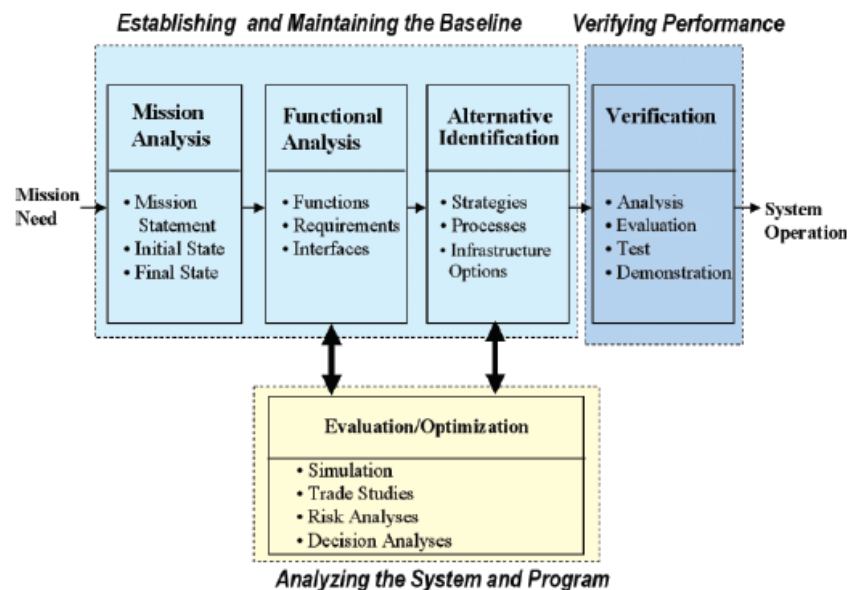 Establishing and Maintaining the Baseline
Verifying Performance
Mission
Analysis
• Mission
Statement
• Initial State
• Final State
Functional
Analysis
• Functions
• Requirements
• Interfaces
Alternative
Identification
• Strategies
• Processes
• Infrastructure
Options
Verification
• Analysis
• Evaluation
• Test
• Demonstration
Mission
Need
System
Operation
Evaluation/Optimization
• Simulation
• Trade Studies
• Risk Analyses
• Decision Analyses
Analyzing the System and Program